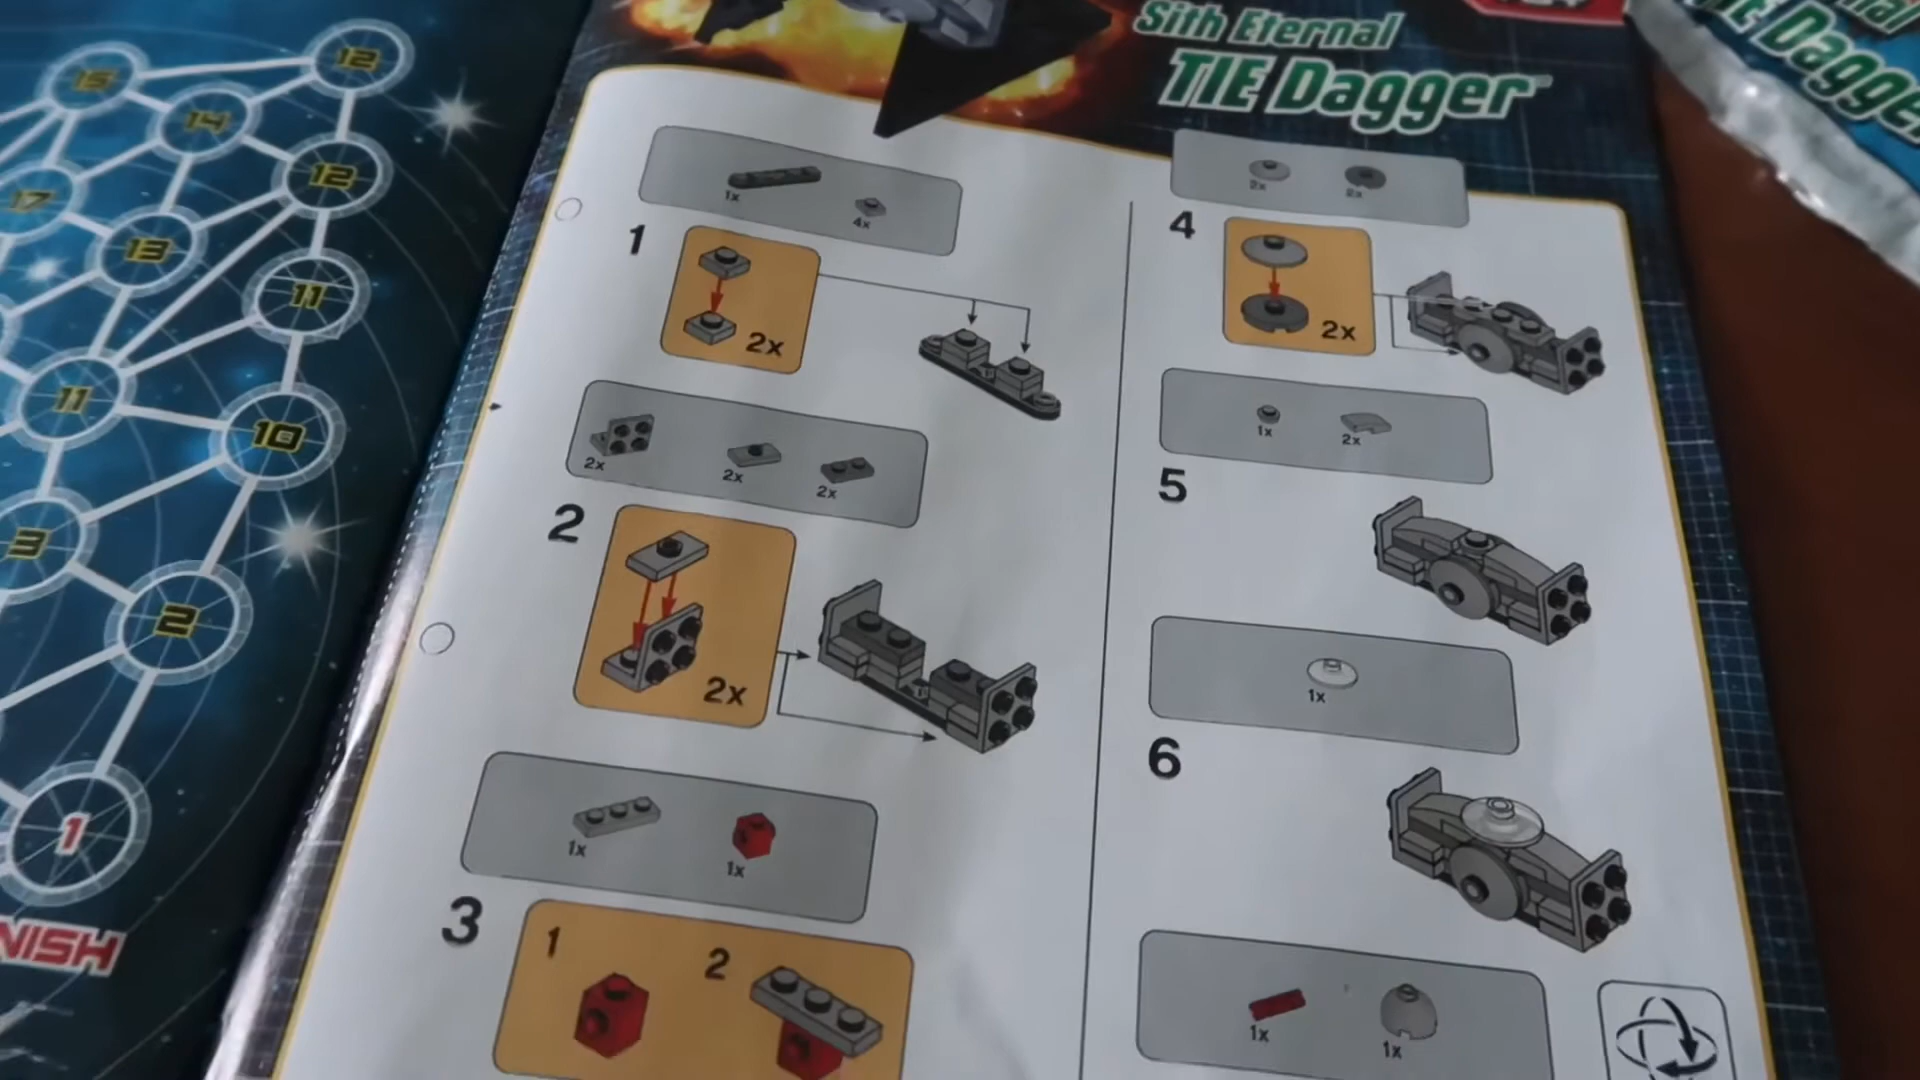 15
12
14
12
17
13
11
11
10
3
2
1
NISH
Sith Eternal
TIE Dagger™
1x
4x
1
2x
2x
2x
2x
2
2x
1x
1x
3
1
2
2x
2x
4
2x
1x
2x
5
1x
6
1x
1x
Dagge